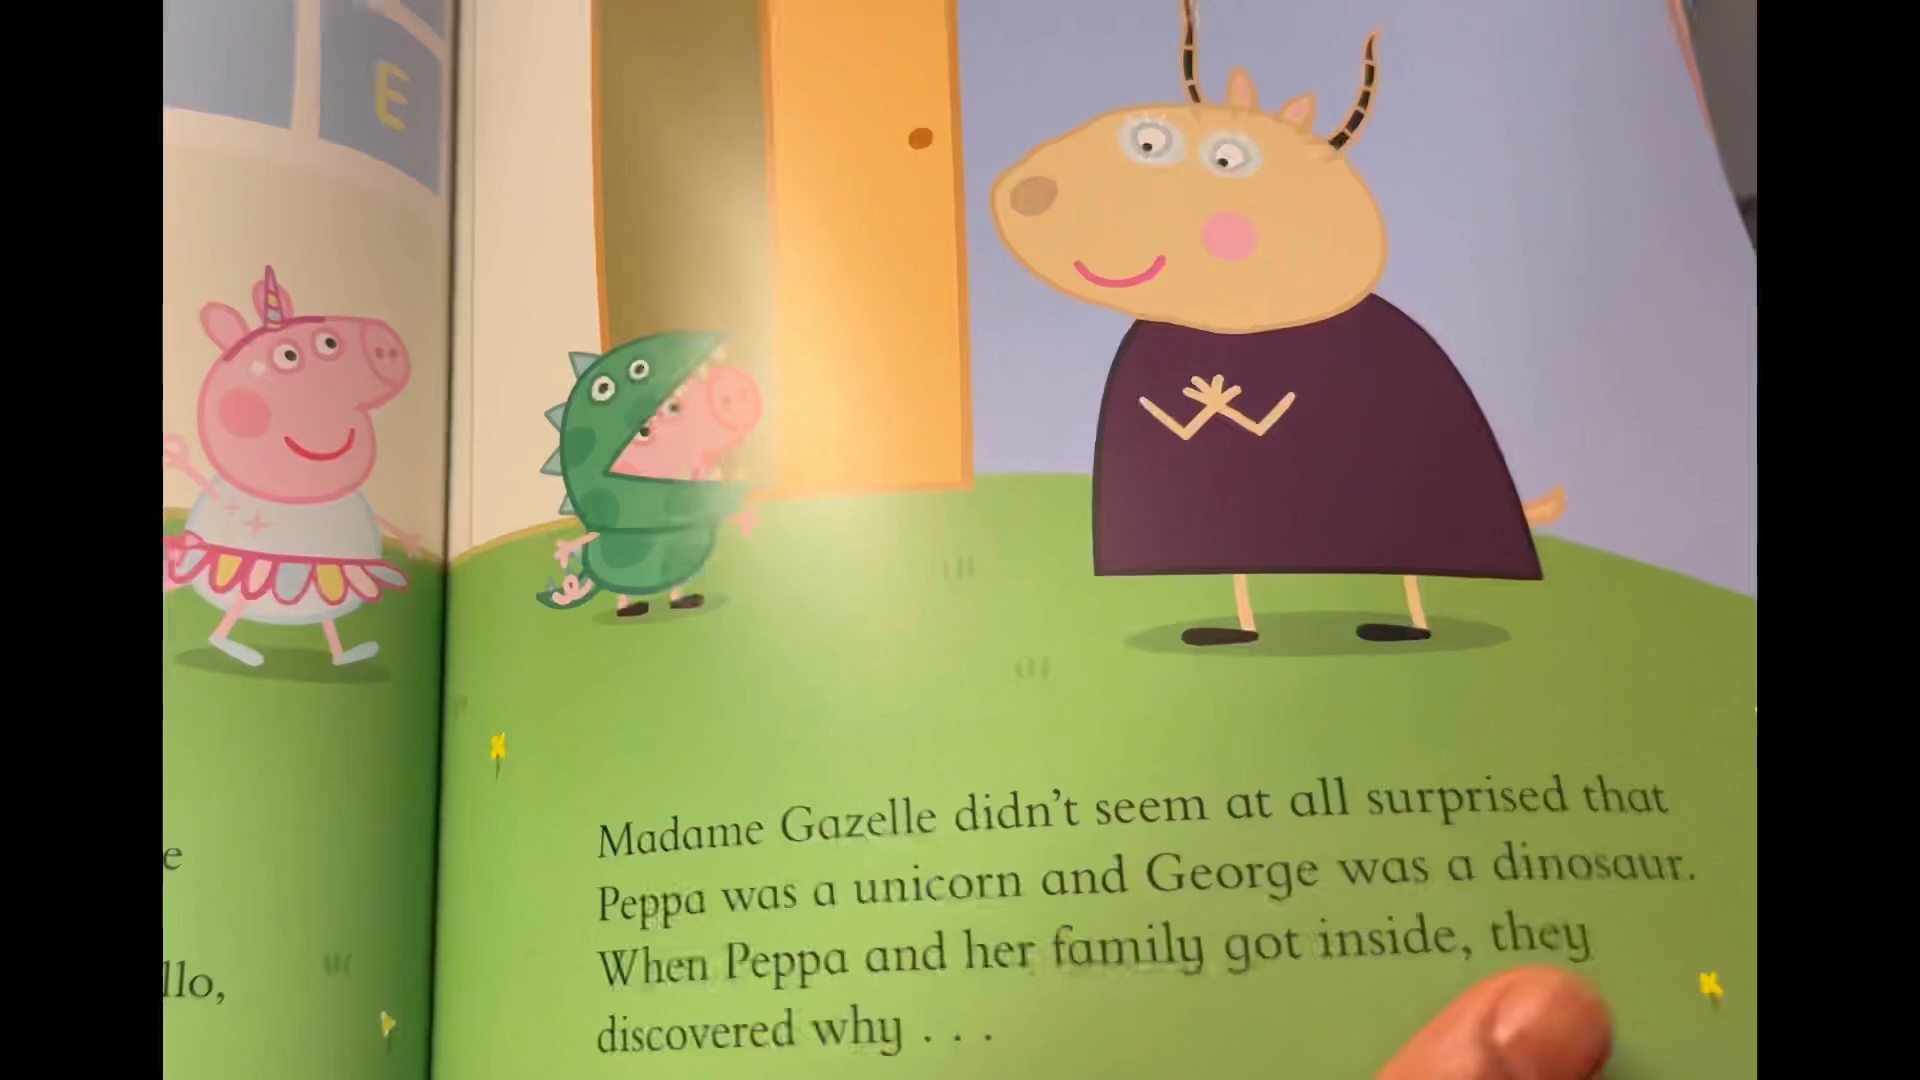 E
e
llo,
Madame Gazelle didn't seem at all surprised that
Peppa was a unicorn and George was a dinosaur.
When Peppa and her family got inside, they
discovered why . . .